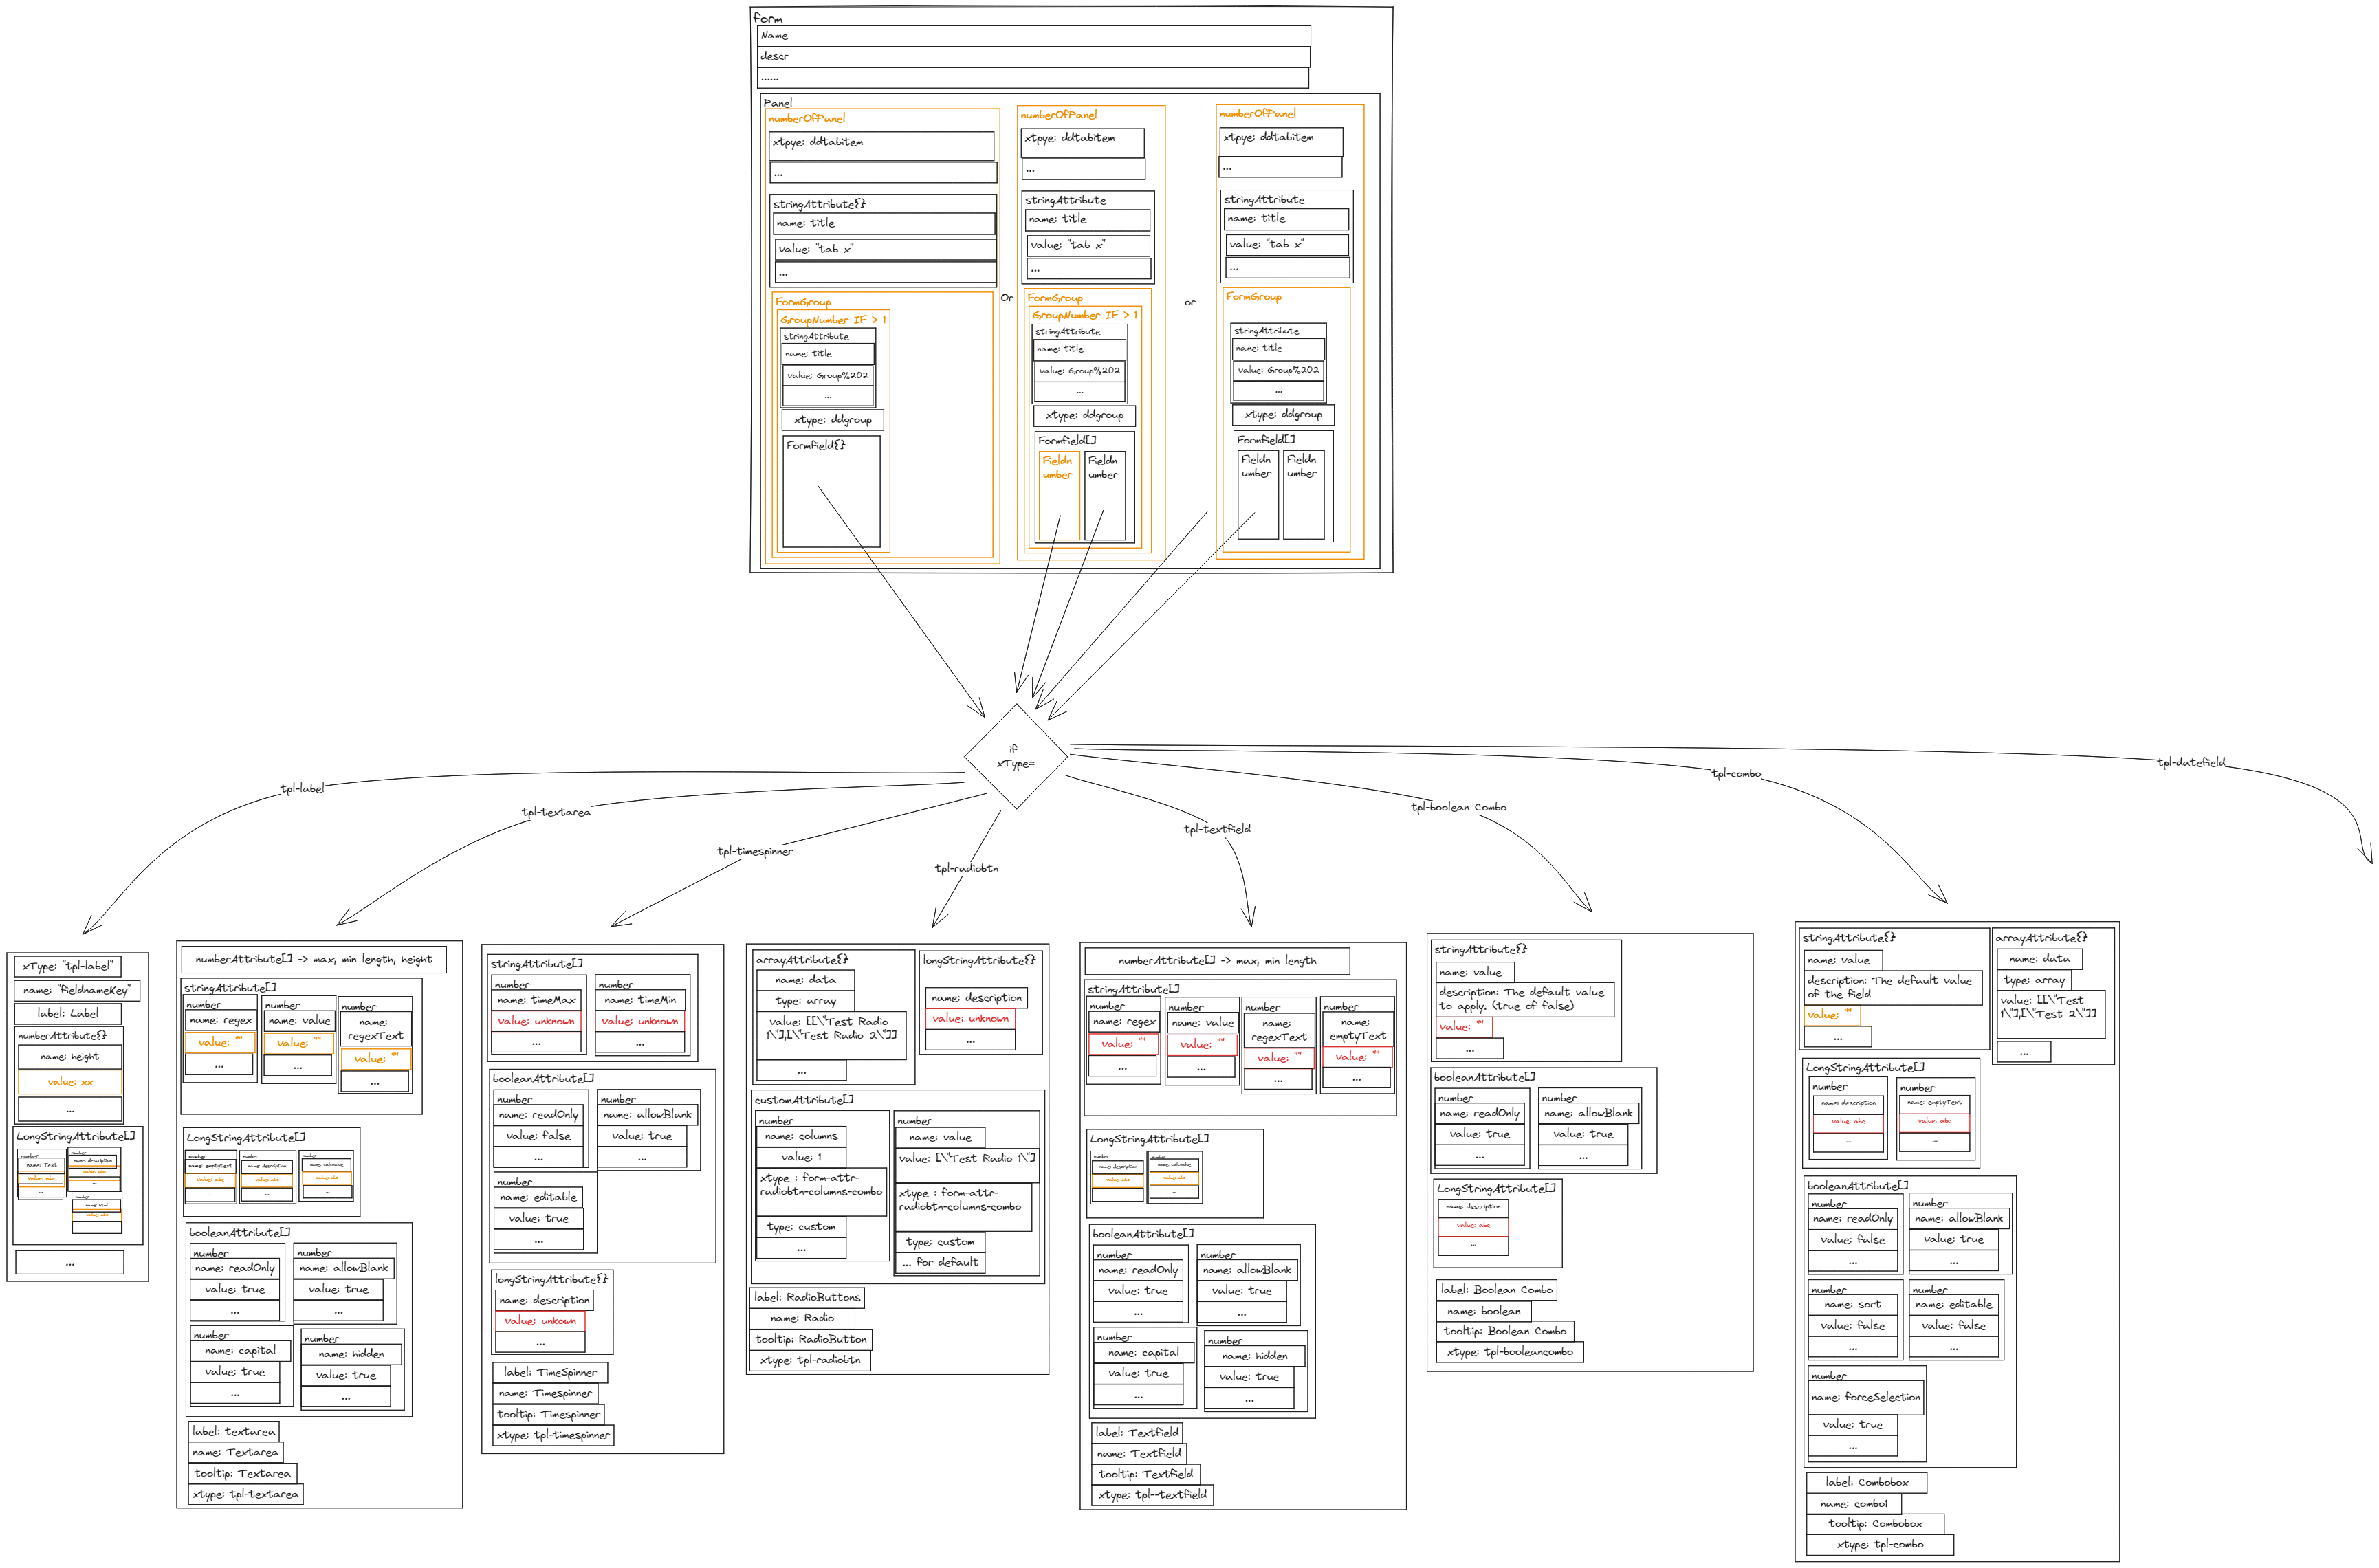 form
Name
descr
......
Panel
numberOfPanel
xtpye: ddtabitem
...
stringAttribute{}
name: title
value: "tab x"
...
FormGroup
GroupNumber IF > 1
stringAttribute
name: title
value: Group%202
...
xtype: ddgroup
Formfield{}
Or
numberOfPanel
xtpye: ddtabitem
...
stringAttribute
name: title
value: "tab x"
...
FormGroup
GroupNumber IF > 1
stringAttribute
name: title
value: Group%202
...
xtype: ddgroup
Formfield[]
Fieldn
umber
Fieldn
umber
or
numberOfPanel
xtpye: ddtabitem
...
stringAttribute
name: title
value: "tab x"
...
FormGroup
stringAttribute
name: title
value: Group%202
...
xtype: ddgroup
Formfield[]
Fieldn
umber
Fieldn
umber
if
xType=
tpl-label
tpl-textarea
tpl-timespinner
tpl-radiobtn
tpl-textfield
tpl-boolean Combo
tpl-combo
tpl-datefield
xType: "tpl-label"
name: "fieldnameKey"
label: Label
numberAttribute{}
name: height
value: xx
...
LongStringAttribute[]
number
name: Text
value: abc
...
number
name: description
value: abc
...
number
name: html
value: abc
...
...
numberAttribute[] -> max, min length, height
stringAttribute[]
number
name: regex
value: ""
...
number
name: value
value: ""
...
number
name:
regexText
value: ""
...
LongStringAttribute[]
number
name: emptytext
value: abc
...
number
name: description
value: abc
...
number
value: abc
...
booleanAttribute[]
number
name: readOnly
value: true
...
number
name: allowBlank
value: true
...
number
name: capital
value: true
...
number
name: hidden
value: true
...
label: textarea
name: Textarea
tooltip: Textarea
xtype: tpl-textarea
stringAttribute[]
number
name: timeMax
value: unknown
...
number
name: timeMin
value: unknown
...
booleanAttribute[]
number
name: readOnly
value: false
...
number
name: allowBlank
value: true
...
number
name: editable
value: true
...
longStringAttribute{}
name: description
value: unkown
...
label: TimeSpinner
name: Timespinner
tooltip: Timespinner
xtype: tpl-timespinner
arrayAttribute{}
name: data
type: array
value: [[\"Test Radio
1\"],[\"Test Radio 2\"]]
...
longStringAttribute{}
name: description
value: unknown
...
customAttribute[]
number
name: columns
value: 1
xtype : form-attr-
radiobtn-columns-combo
type: custom
...
number
name: value
value: [\"Test Radio 1\"]
xtype : form-attr-
radiobtn-columns-combo
type: custom
... for default
label: RadioButtons
name: Radio
tooltip: RadioButton
xtype: tpl-radiobtn
numberAttribute[] -> max, min length
stringAttribute[]
number
name: regex
value: ""
...
number
name: value
value: ""
...
number
name:
regexText
value: ""
...
number
name:
emptyText
value: ""
...
LongStringAttribute[]
number
name: description
value: abc
...
number
value: abc
...
booleanAttribute[]
number
name: readOnly
value: true
...
number
name: allowBlank
value: true
...
number
name: capital
value: true
...
number
name: hidden
value: true
...
label: Textfield
name: Textfield
tooltip: Textfield
xtype: tpl--textfield
stringAttribute{}
name: value
description: The default value
to apply. (true of false)
value: ""
...
booleanAttribute[]
number
name: readOnly
value: true
...
number
name: allowBlank
value: true
...
LongStringAttribute[]
name: description
value: abc
...
label: Boolean Combo
name: boolean
tooltip: Boolean Combo
xtype: tpl-booleancombo
stringAttribute{}
name: value
description: The default value
of the field
value: ""
...
arrayAttribute{}
name: data
type: array
value: [[\"Test
1\"],[\"Test 2\"]]
...
LongStringAttribute[]
number
name: description
value: abc
...
number
name: emptyText
value: abc
...
booleanAttribute[]
number
name: readOnly
value: false
...
number
name: allowBlank
value: true
...
number
name: sort
value: false
...
number
name: editable
value: false
...
number
name: forceSelection
value: true
...
label: Combobox
name: combo1
tooltip: Combobox
xtype: tpl-combo